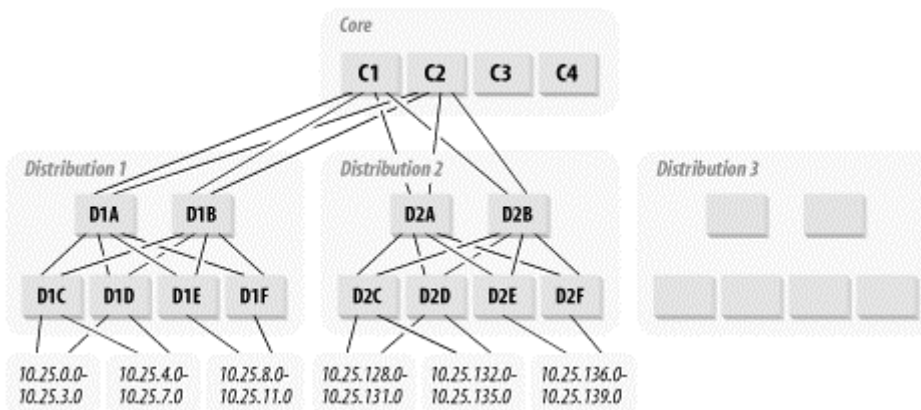 Core
C1 C2 C3 C4
Distribution 1 Distribution 2 Distribution 3
D1A D1B D2A D2B
D1C D1D D1E D1F D2C D2D D2E D2F
10.25.0.0- 10.25.4.0- 10.25.8.0- 10.25.128.0- 10.25.132.0- 10.25.136.0-
10.25.3.0 10.25.7.0 10.25.11.0 10.25.131.0 10.25.135.0 10.25.139.0